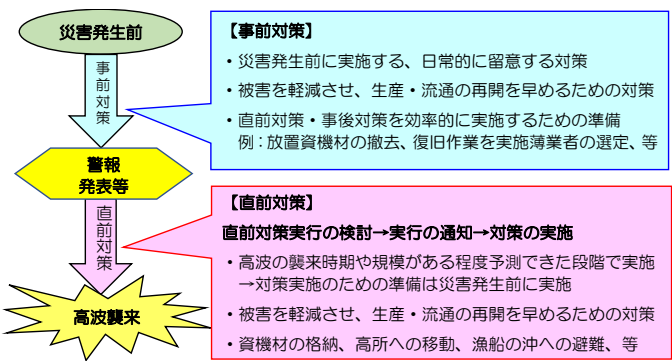 災害発生前
事前対策
警報
発表等
直前対策
高波襲来
【事前対策】
・災害発生前に実施する、日常的に留意する対策
・被害を軽減させ、生産・流通の再開を早めるための対策
・直前対策・事後対策を効率的に実施するための準備
例：放置資機材の撤去、復旧作業を実施薄業者の選定、等
【直前対策】
直前対策実行の検討→実行の通知→対策の実施
・高波の襲来時期や規模がある程度予測できた段階で実施
→対策実施のための準備は災害発生前に実施
・被害を軽減させ、生産・流通の再開を早めるための対策
・資機材の格納、高所への移動、漁船の沖への避難、等